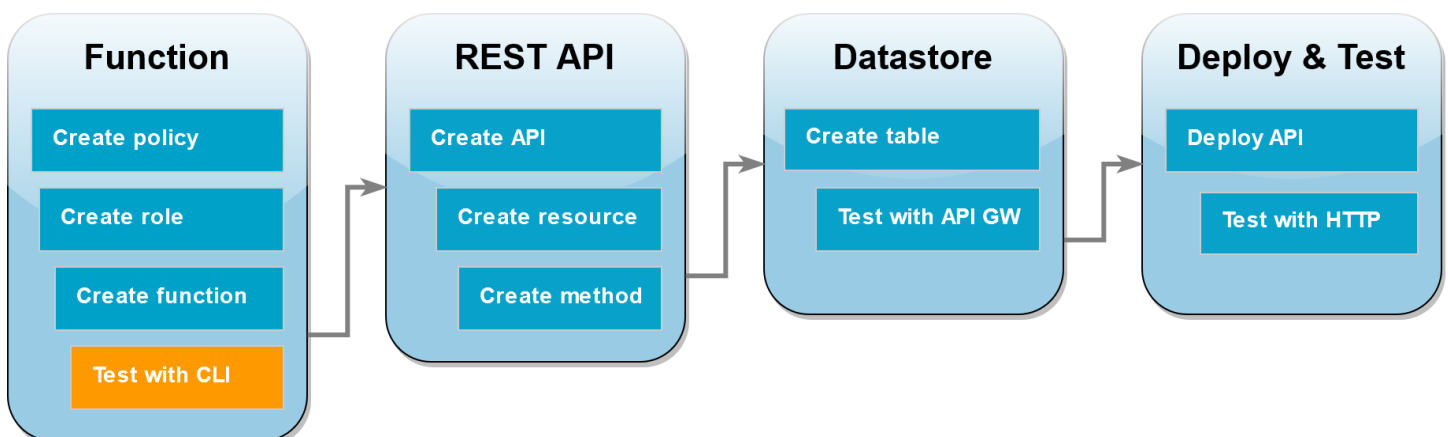 Function
Create policy
Create role
Create function
Test with CLI
REST API
Create API
Create resource
Create method
Datastore
Create table
Test with API GW
Deploy & Test
Deploy API
Test with HTTP